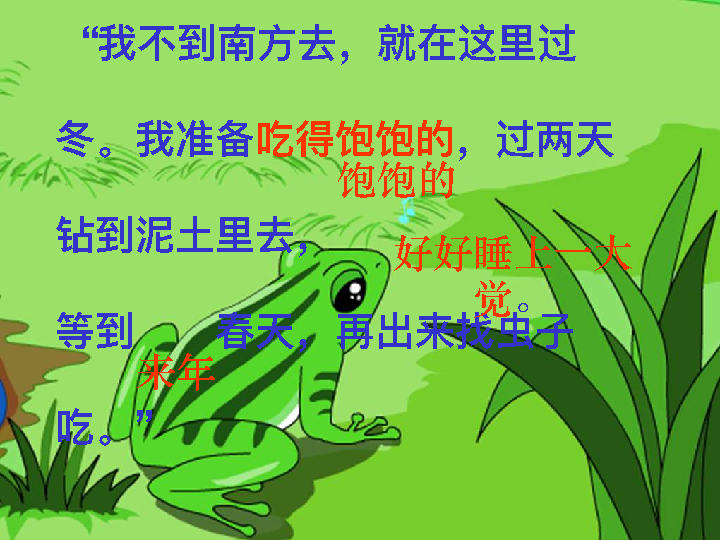 “我不到南方去，就在这里过
冬。我准备吃得饱饱的，过两天
饱饱的
钻到泥土里去，
好好睡上一大
觉。
等到 春天，再出来找虫子
来年
吃。”